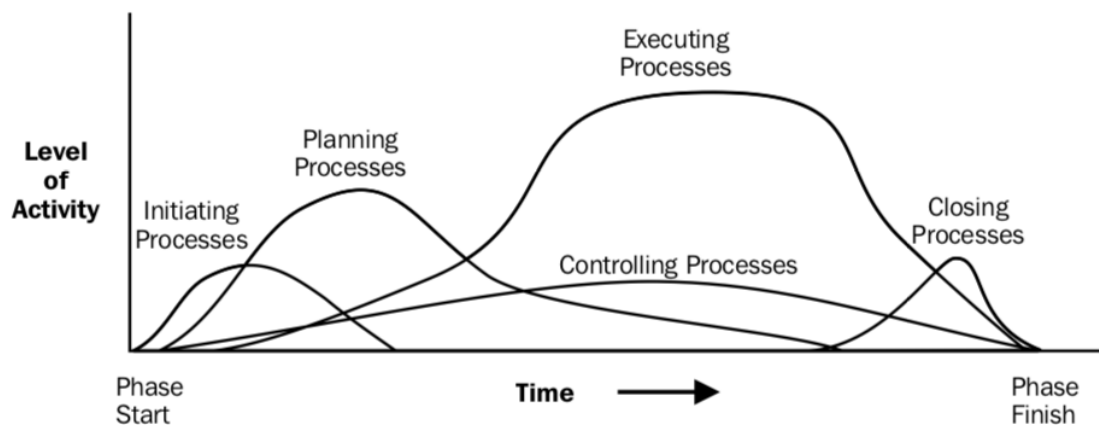 Executing
Processes
Planning
Processes
Level
of
Activity
Initiating
Processes
Closing
Processes
Controlling Processes
Phase
Start
Time
Phase
Finish